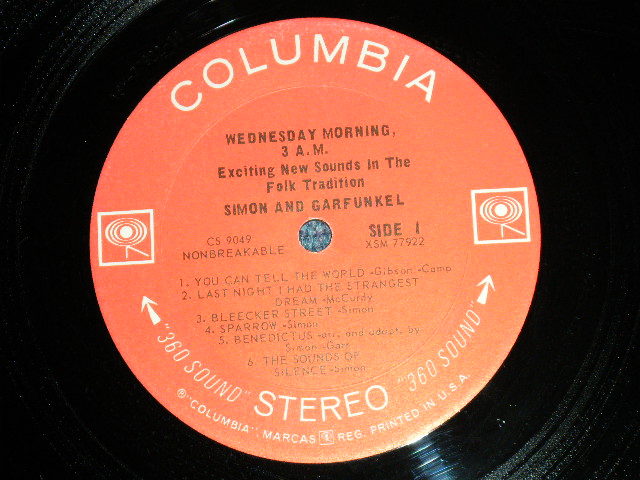 COLUMBIA
WEDNESDAY MORNING,
3 A.M.
Exciting New Sounds In The
Folk Tradition
SIMON AND GARFUNKEL
CS 9049
NONBREAKABLE
SIDE 1
XSM 77922
1. YOU CAN TELL THE WORLD -Gibson -Camp
2. LAST NIGHT I HAD THE STRANGEST
DREAM -McCurdy
3. BLEECKER STREET -Simon
4. SPARROW -Simon
5. BENEDICTUS -arr. and adapt. by
Simon -Garf.
6. THE SOUNDS OF
SILENCE -Simon
"360 SOUND" STEREO "360 SOUND"
® "COLUMBIA", MARCAS REG. PRINTED IN U.S.A.